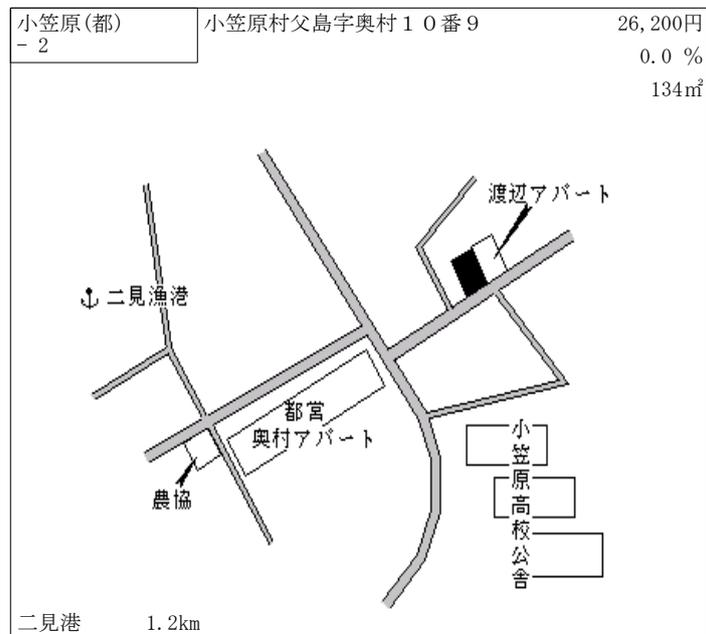 小笠原(都)
- 2
小笠原村父島字奥村１０番９
26,200円
0.0 %
134㎡
渡辺アパート
二見漁港
都営
奥村アパート
農協
小笠原高校公舎
二見港 1.2km